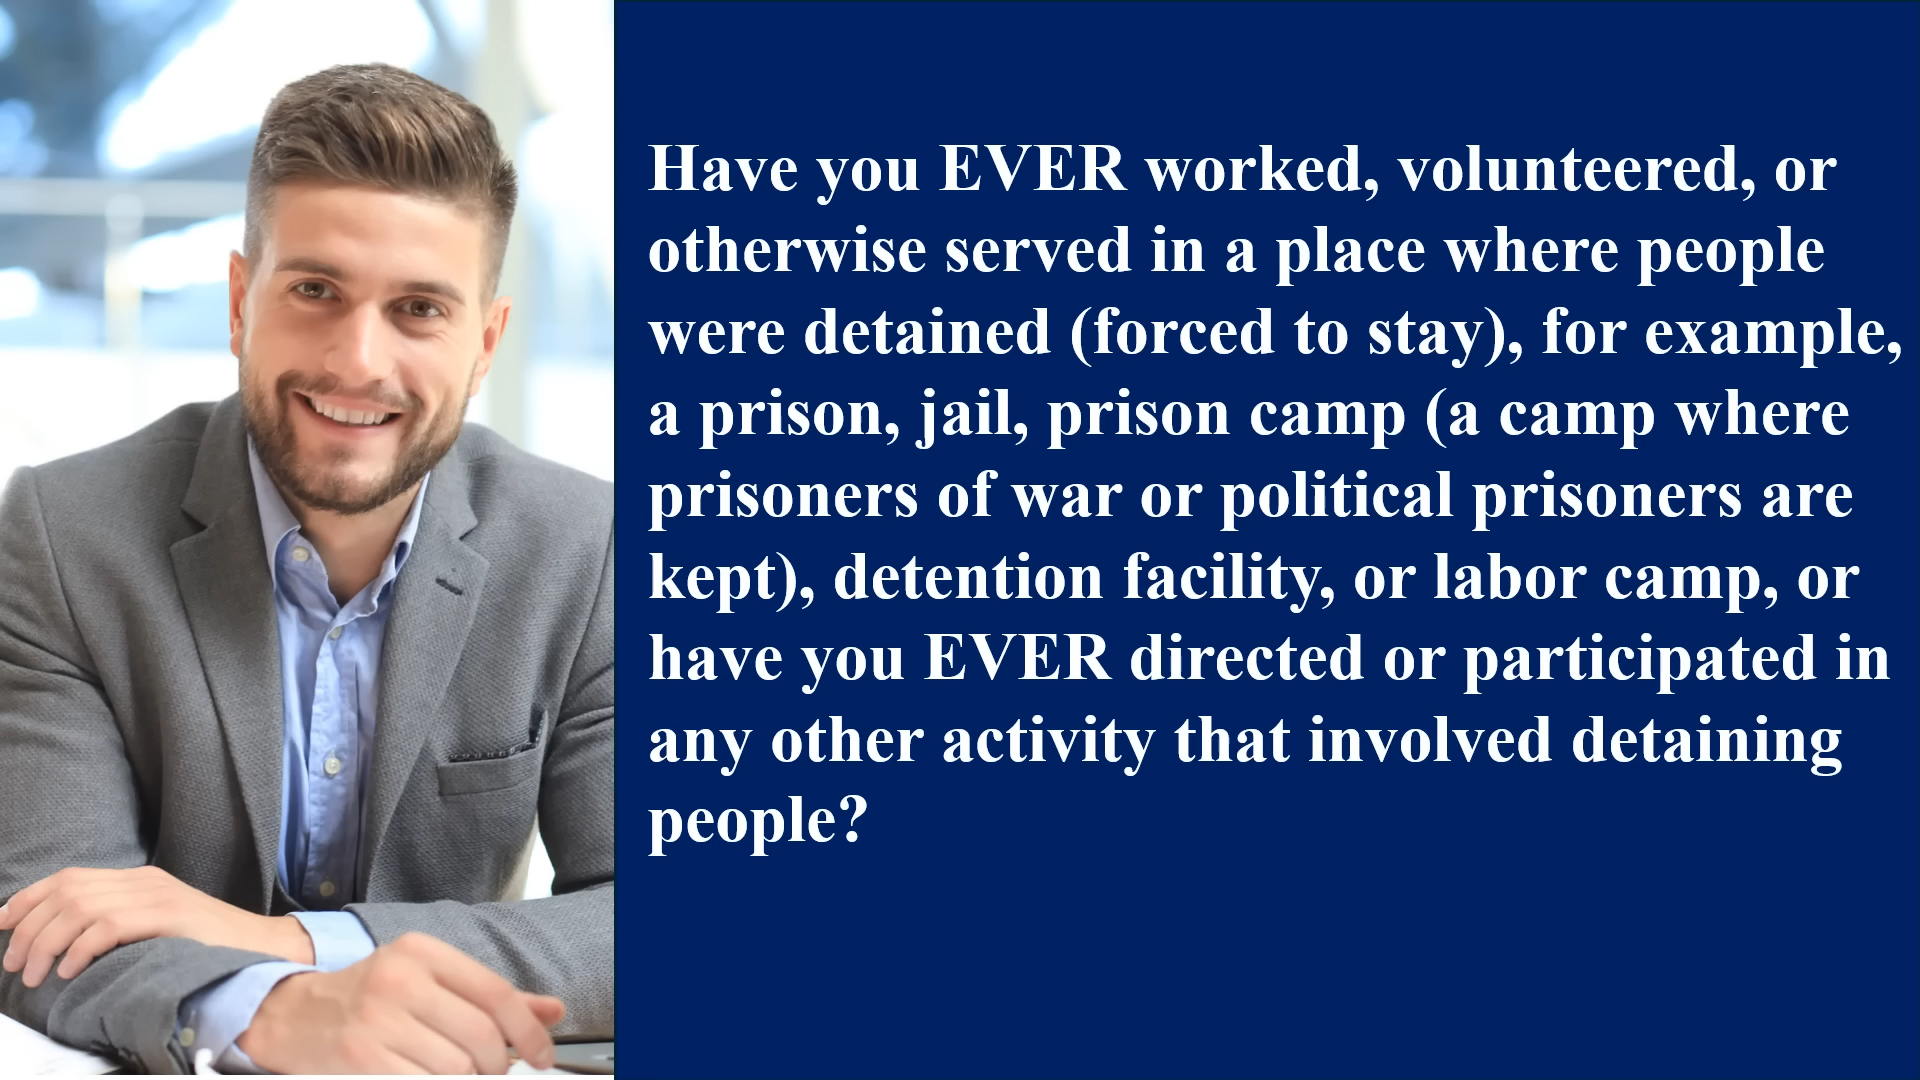 Have you EVER worked, volunteered, or
otherwise served in a place where people
were detained (forced to stay), for example,
a prison, jail, prison camp (a camp where
prisoners of war or political prisoners are
kept), detention facility, or labor camp, or
have you EVER directed or participated in
any other activity that involved detaining
people?